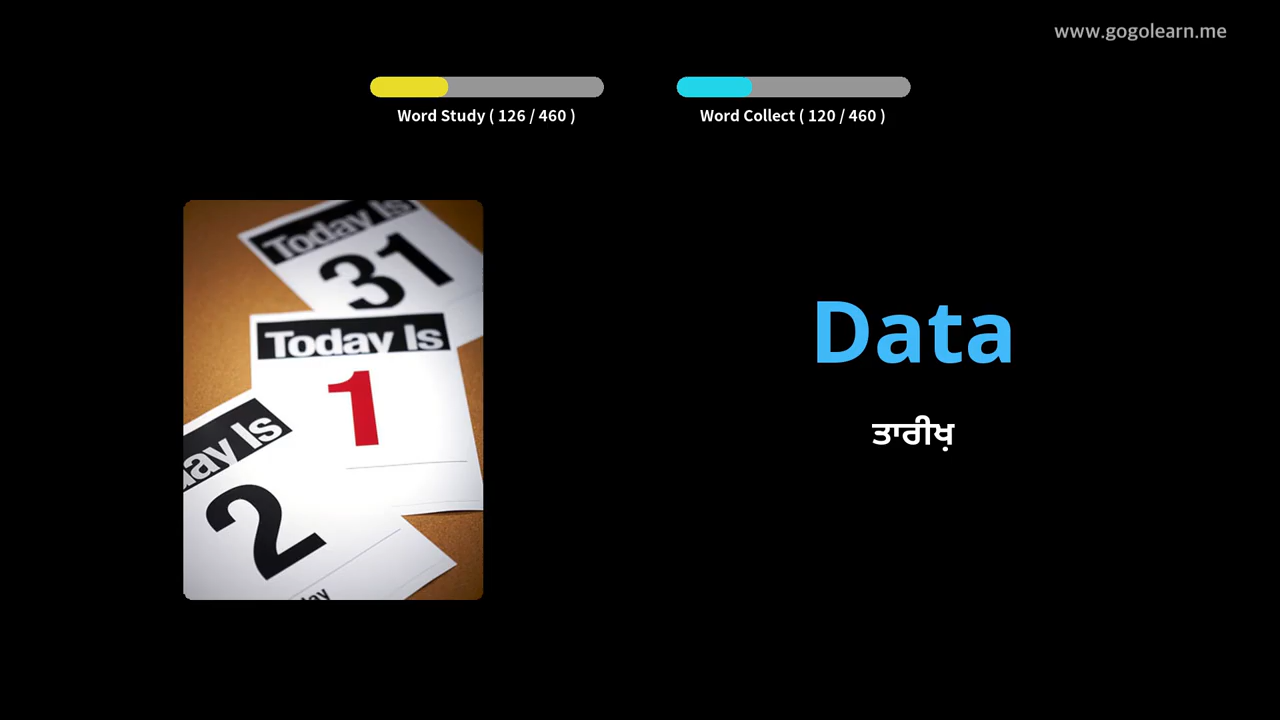 www.gogolearn.me
Word Study ( 126 / 460 )
Word Collect ( 120 / 460 )
Today Is
31
Today Is
1
ay Is
2
ay
Data
ਤਾਰੀਖ਼